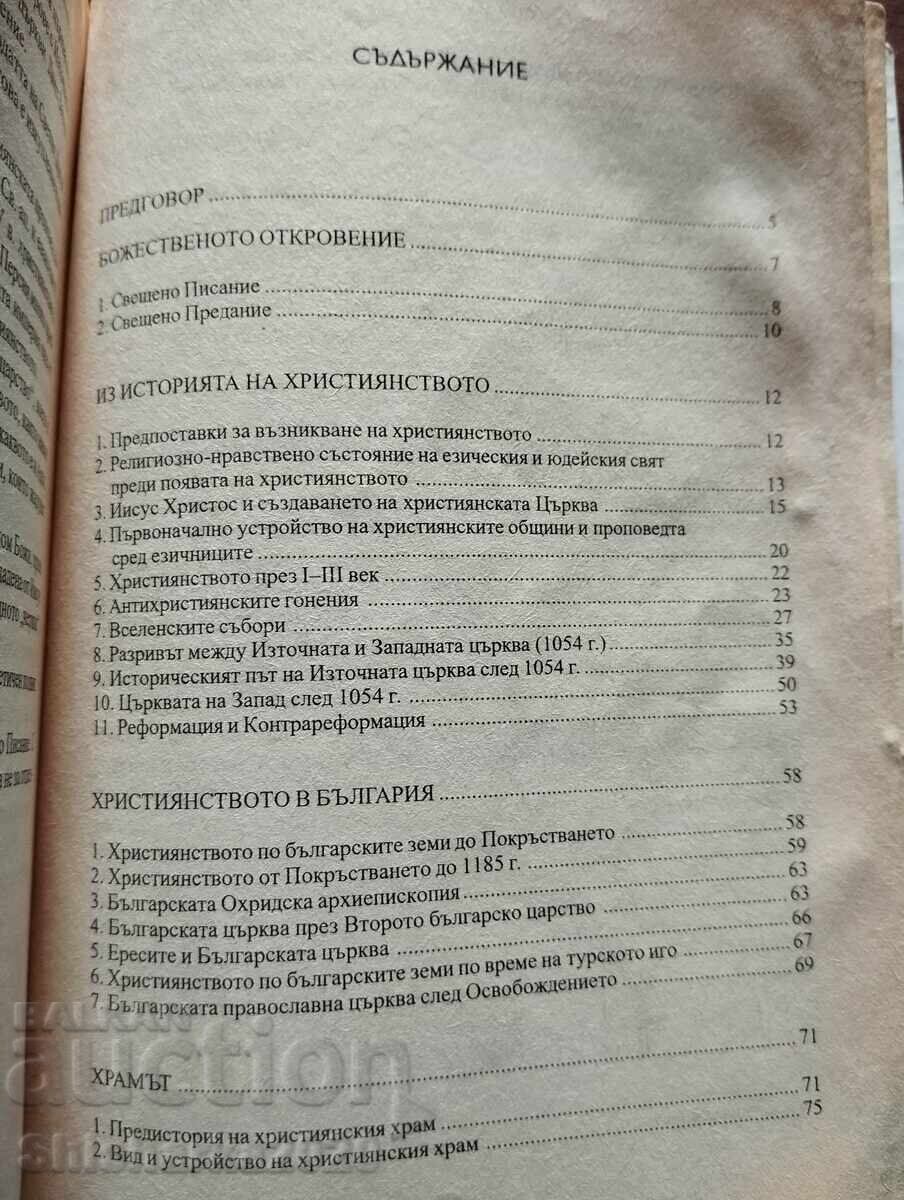 СЪДЪРЖАНИЕ
ПРЕДГОВОР 5
БОЖЕСТВЕНОТО ОТКРОВЕНИЕ 7
1. Свещено Писание 8
2. Свещено Предание 10
ИЗ ИСТОРИЯТА НА ХРИСТИЯНСТВОТО 12
1. Предпоставки за възникване на християнството 12
2. Религиозно-нравствено състояние на езическия и юдейския свят
преди появата на християнството 13
3. Иисус Христос и създаването на християнската Църква 15
4. Първоначално устройство на християнските общини и проповедта
сред езичниците 20
5. Християнството през I–III век 22
6. Антихристиянските гонения 23
7. Вселенските събори 27
8. Разривът между Източната и Западната църква (1054 г.) 35
9. Историческият път на Източната църква след 1054 г. 39
10. Църквата на Запад след 1054 г. 50
11. Реформация и Контрареформация 53
ХРИСТИЯНСТВОТО В БЪЛГАРИЯ 58
1. Християнството по българските земи до Покръстването 58
2. Християнството от Покръстването до 1185 г. 59
3. Българската Охридска архиепископия 63
4. Българската църква през Второто българско царство 63
5. Ересите и Българската църква 66
6. Християнството по българските земи по време на турското иго 67
7. Българската православна църква след Освобождението 69
ХРАМЪТ 71
1. Предистория на християнския храм 71
2. Вид и устройство на християнския храм 75
BALKAN
auction